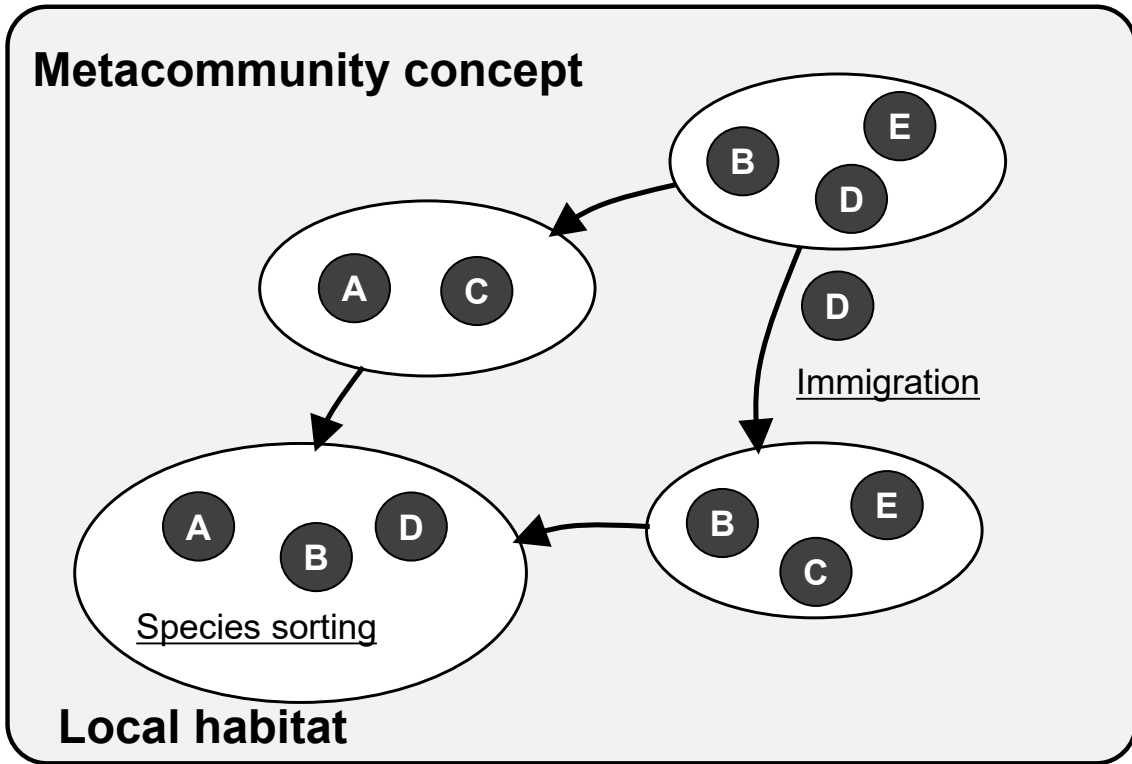 Metacommunity concept
E
B
D
A
C
D
Immigration
A
B
D
Species sorting
B
E
C
Local habitat